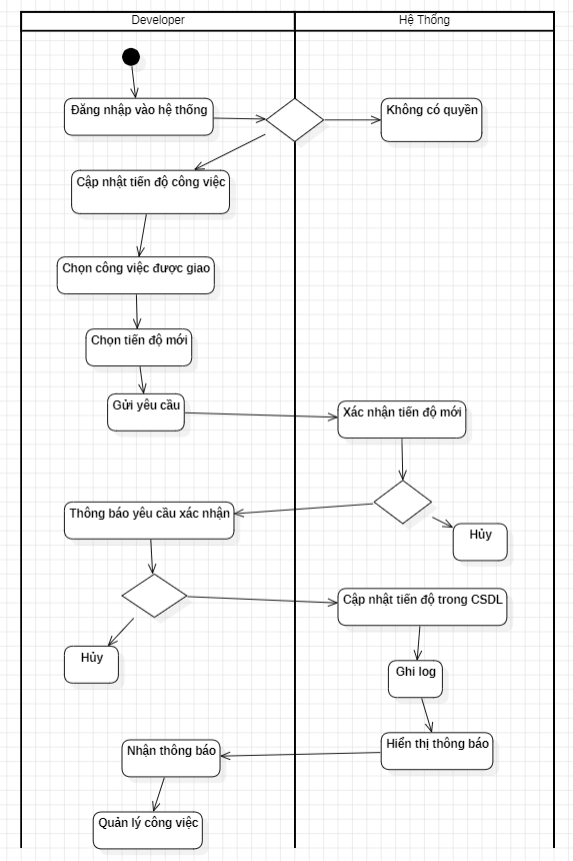 Developer
Hệ Thống
Đăng nhập vào hệ thống
Không có quyền
Cập nhật tiến độ công việc
Chọn công việc được giao
Chọn tiến độ mới
Gửi yêu cầu
Xác nhận tiến độ mới
Thông báo yêu cầu xác nhận
Hủy
Cập nhật tiến độ trong CSDL
Hủy
Ghi log
Hiển thị thông báo
Nhận thông báo
Quản lý công việc